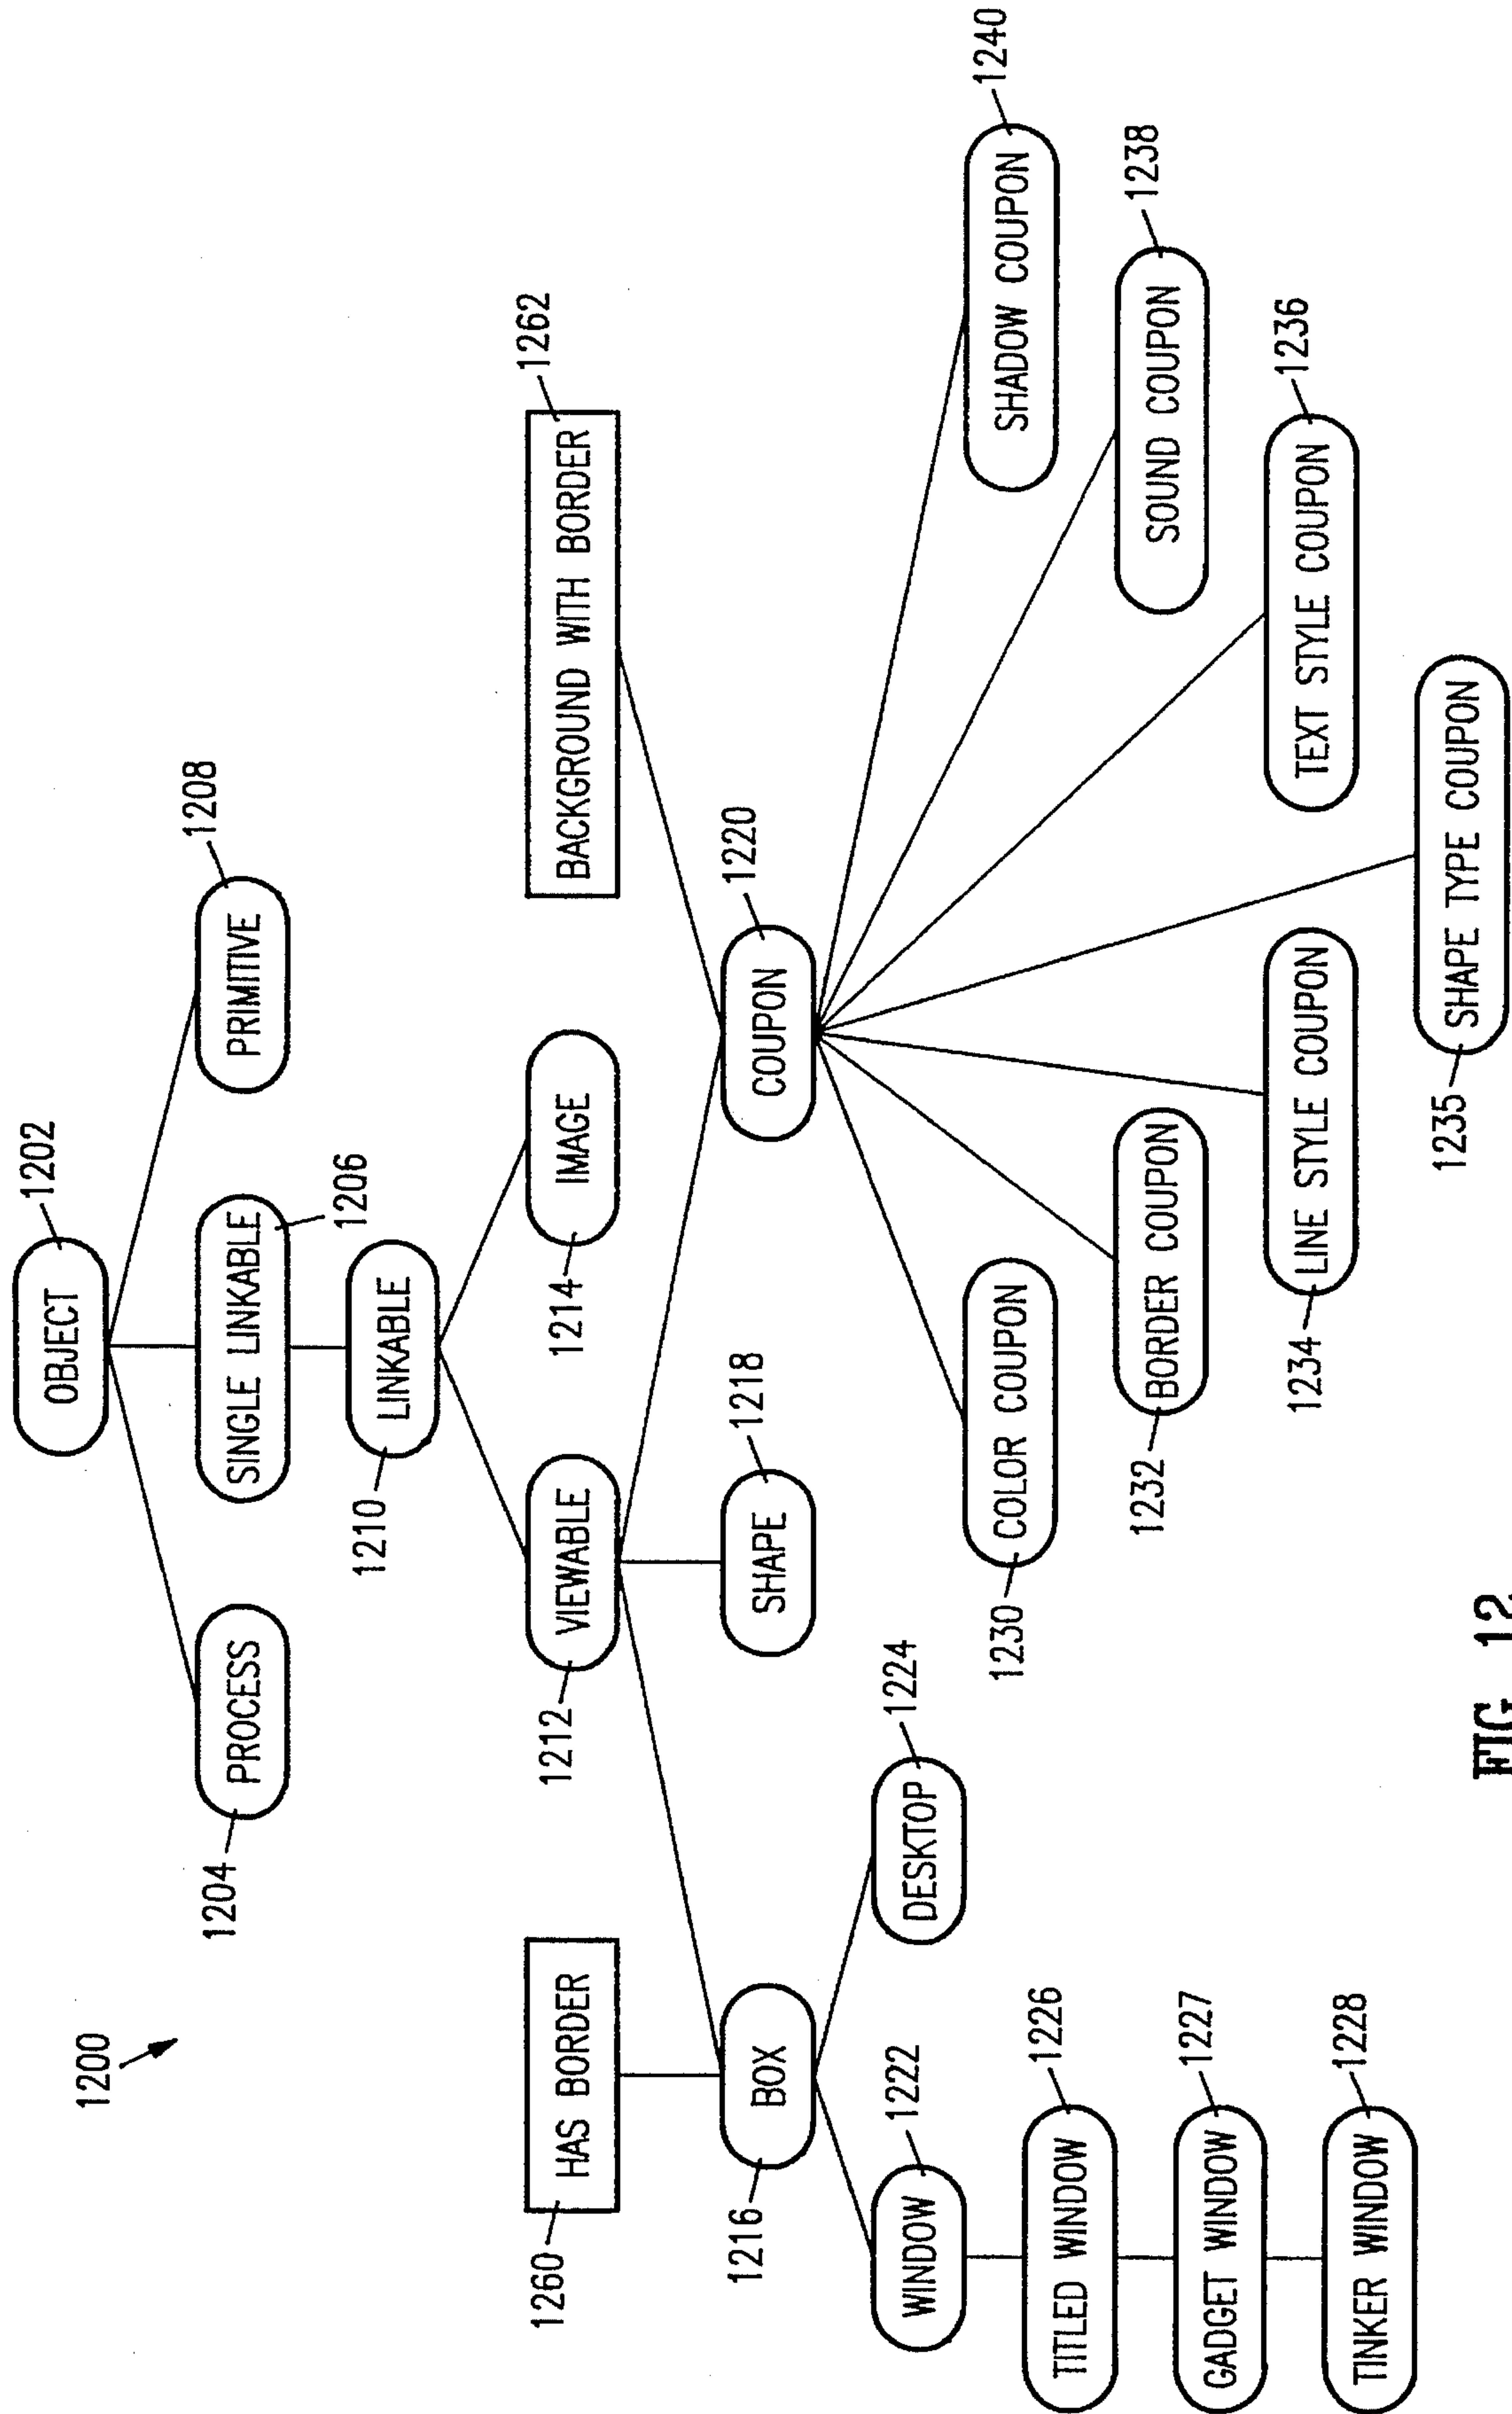 1200
OBJECT
1202
PROCESS
1204
SINGLE LINKABLE
1206
PRIMITIVE
1208
LINKABLE
1210
HAS BORDER
1260
VIEWABLE
1212
IMAGE
1214
BACKGROUND WITH BORDER
1262
BOX
1216
SHAPE
1218
COUPON
1220
WINDOW
1222
DESKTOP
1224
TITLED WINDOW
1226
GADGET WINDOW
1227
TINKER WINDOW
1228
COLOR COUPON
1230
BORDER COUPON
1232
LINE STYLE COUPON
1234
SHAPE TYPE COUPON
1235
TEXT STYLE COUPON
1236
SOUND COUPON
1238
SHADOW COUPON
1240
FIG. 12